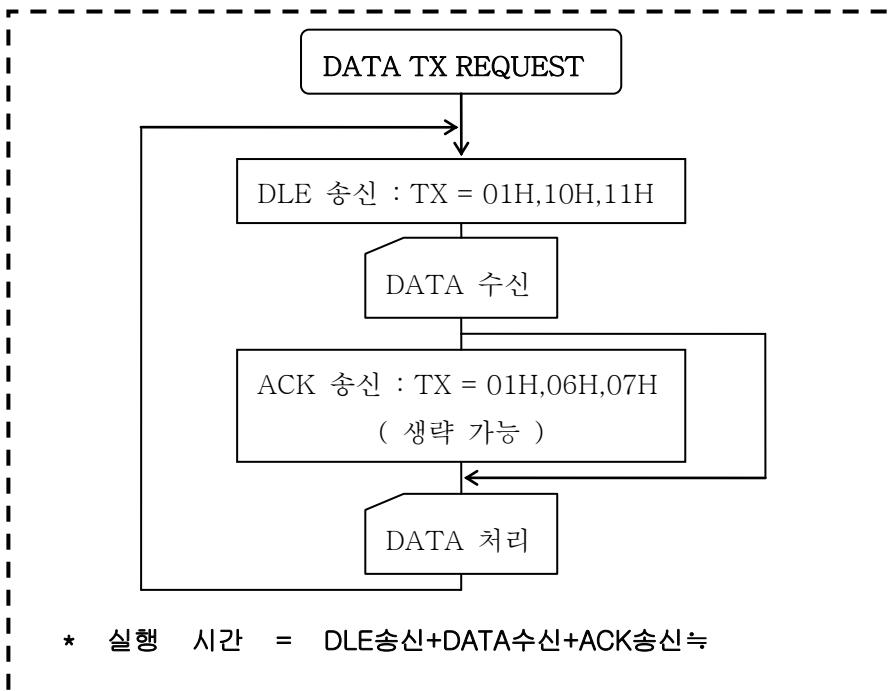 DATA TX REQUEST
DLE 송신 : TX = 01H,10H,11H
DATA 수신
ACK 송신 : TX = 01H,06H,07H
( 생략 가능 )
DATA 처리
* 실행 시간 = DLE송신+DATA수신+ACK송신≒